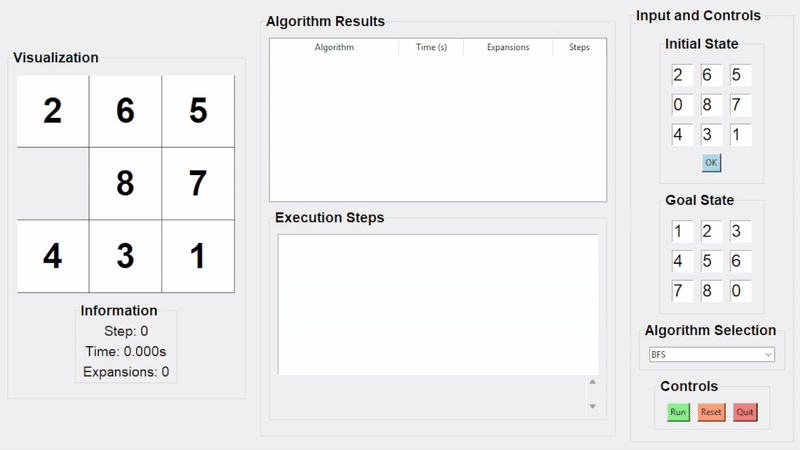 Visualization
2 6 5
8 7
4 3 1
Information
Step: 0
Time: 0.000s
Expansions: 0
Algorithm Results
Algorithm Time (s) Expansions Steps
Execution Steps
Input and Controls
Initial State
2 6 5
0 8 7
4 3 1
OK
Goal State
1 2 3
4 5 6
7 8 0
Algorithm Selection
BFS
Controls
Run Reset Quit